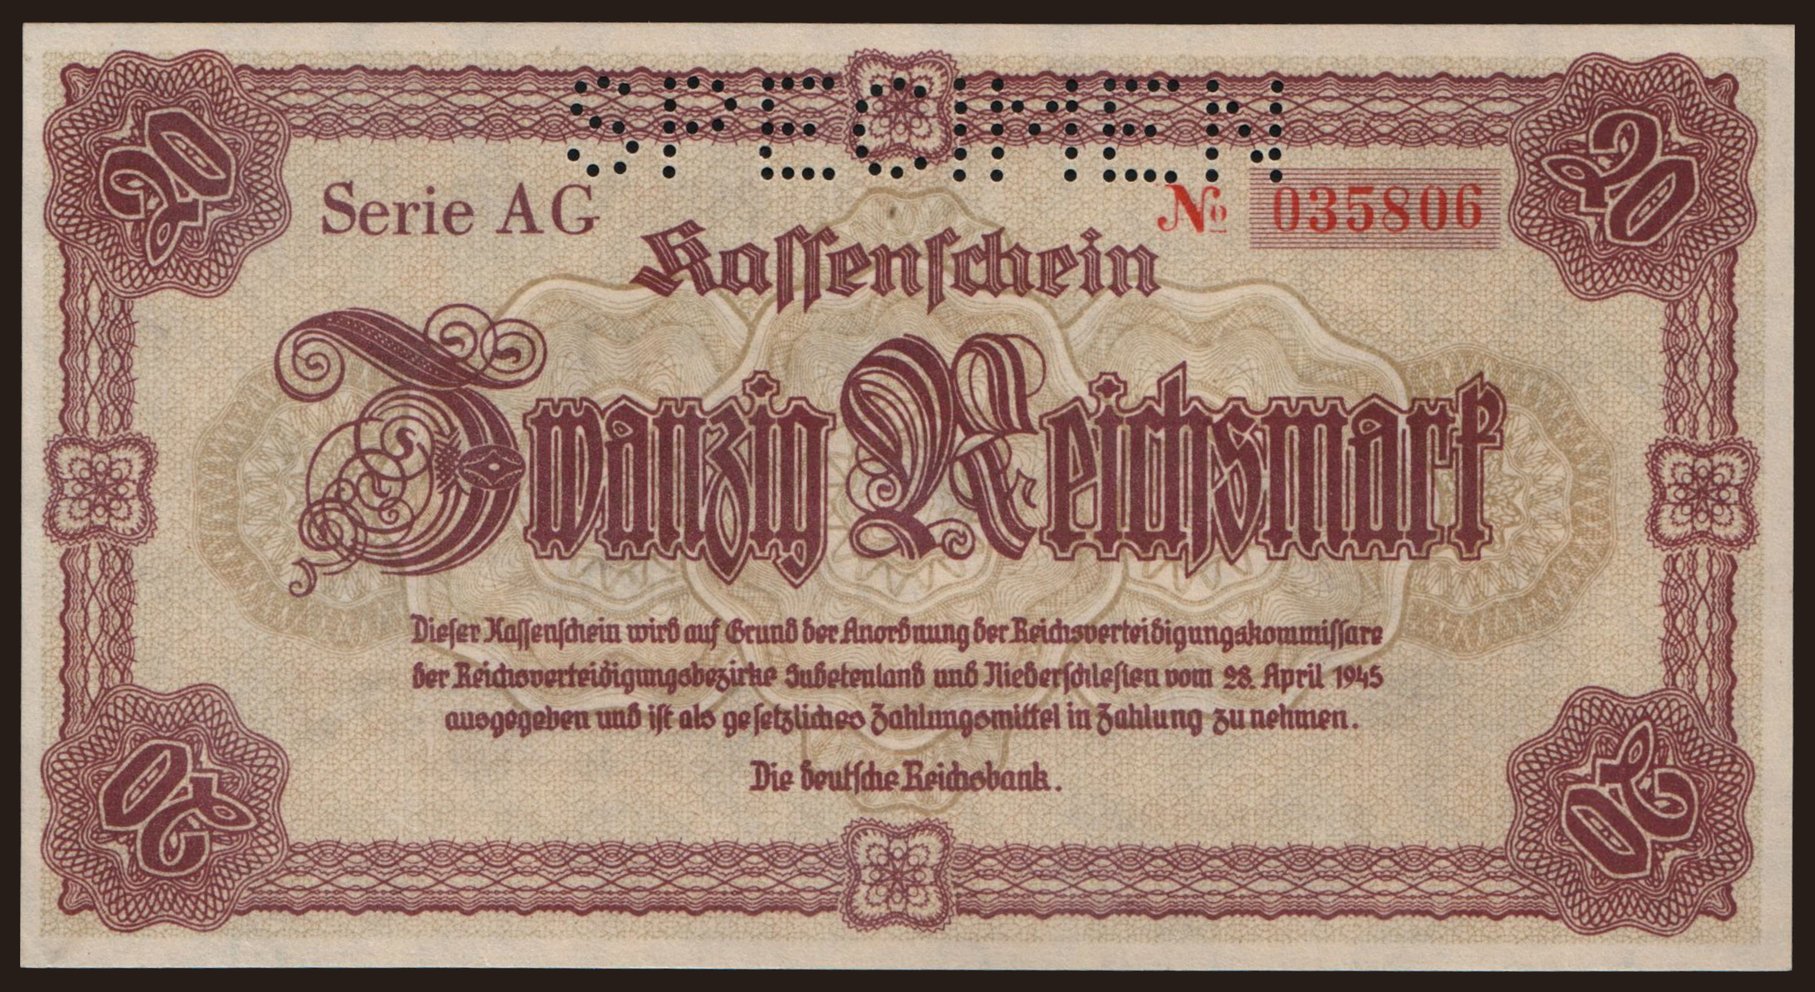 SPECIMEN
20 20
Serie AG № 035806
Kassenschein
Zwanzig Reichsmark
Dieser Kassenschein wird auf Grund der Anordnung der Reichsverteidigungskommissare
der Reichsverteidigungsbezirke Sudetenland und Niederschlesien vom 28. April 1945
ausgegeben und ist als gesetzliches Zahlungsmittel in Zahlung zu nehmen.
Die deutsche Reichsbank.
20 20